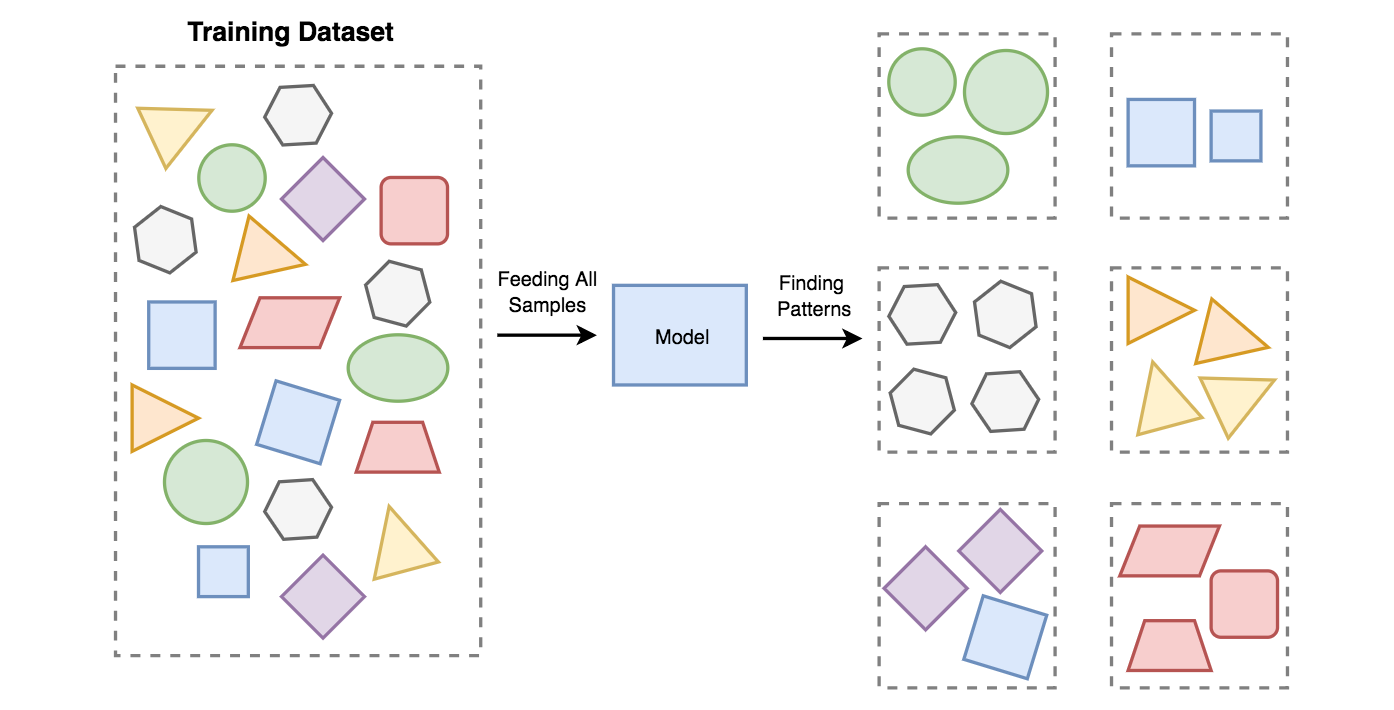 Training Dataset
Feeding All
Samples
Model
Finding
Patterns